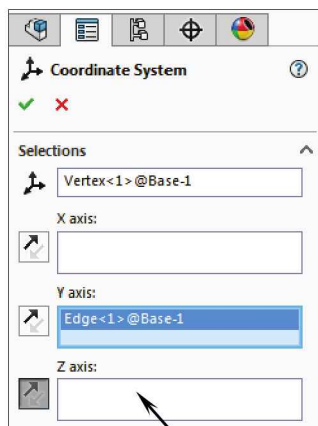 Coordinate System
Selections
Vertex<1>@Base-1
X axis:
Y axis:
Edge<1>@Base-1
Z axis: